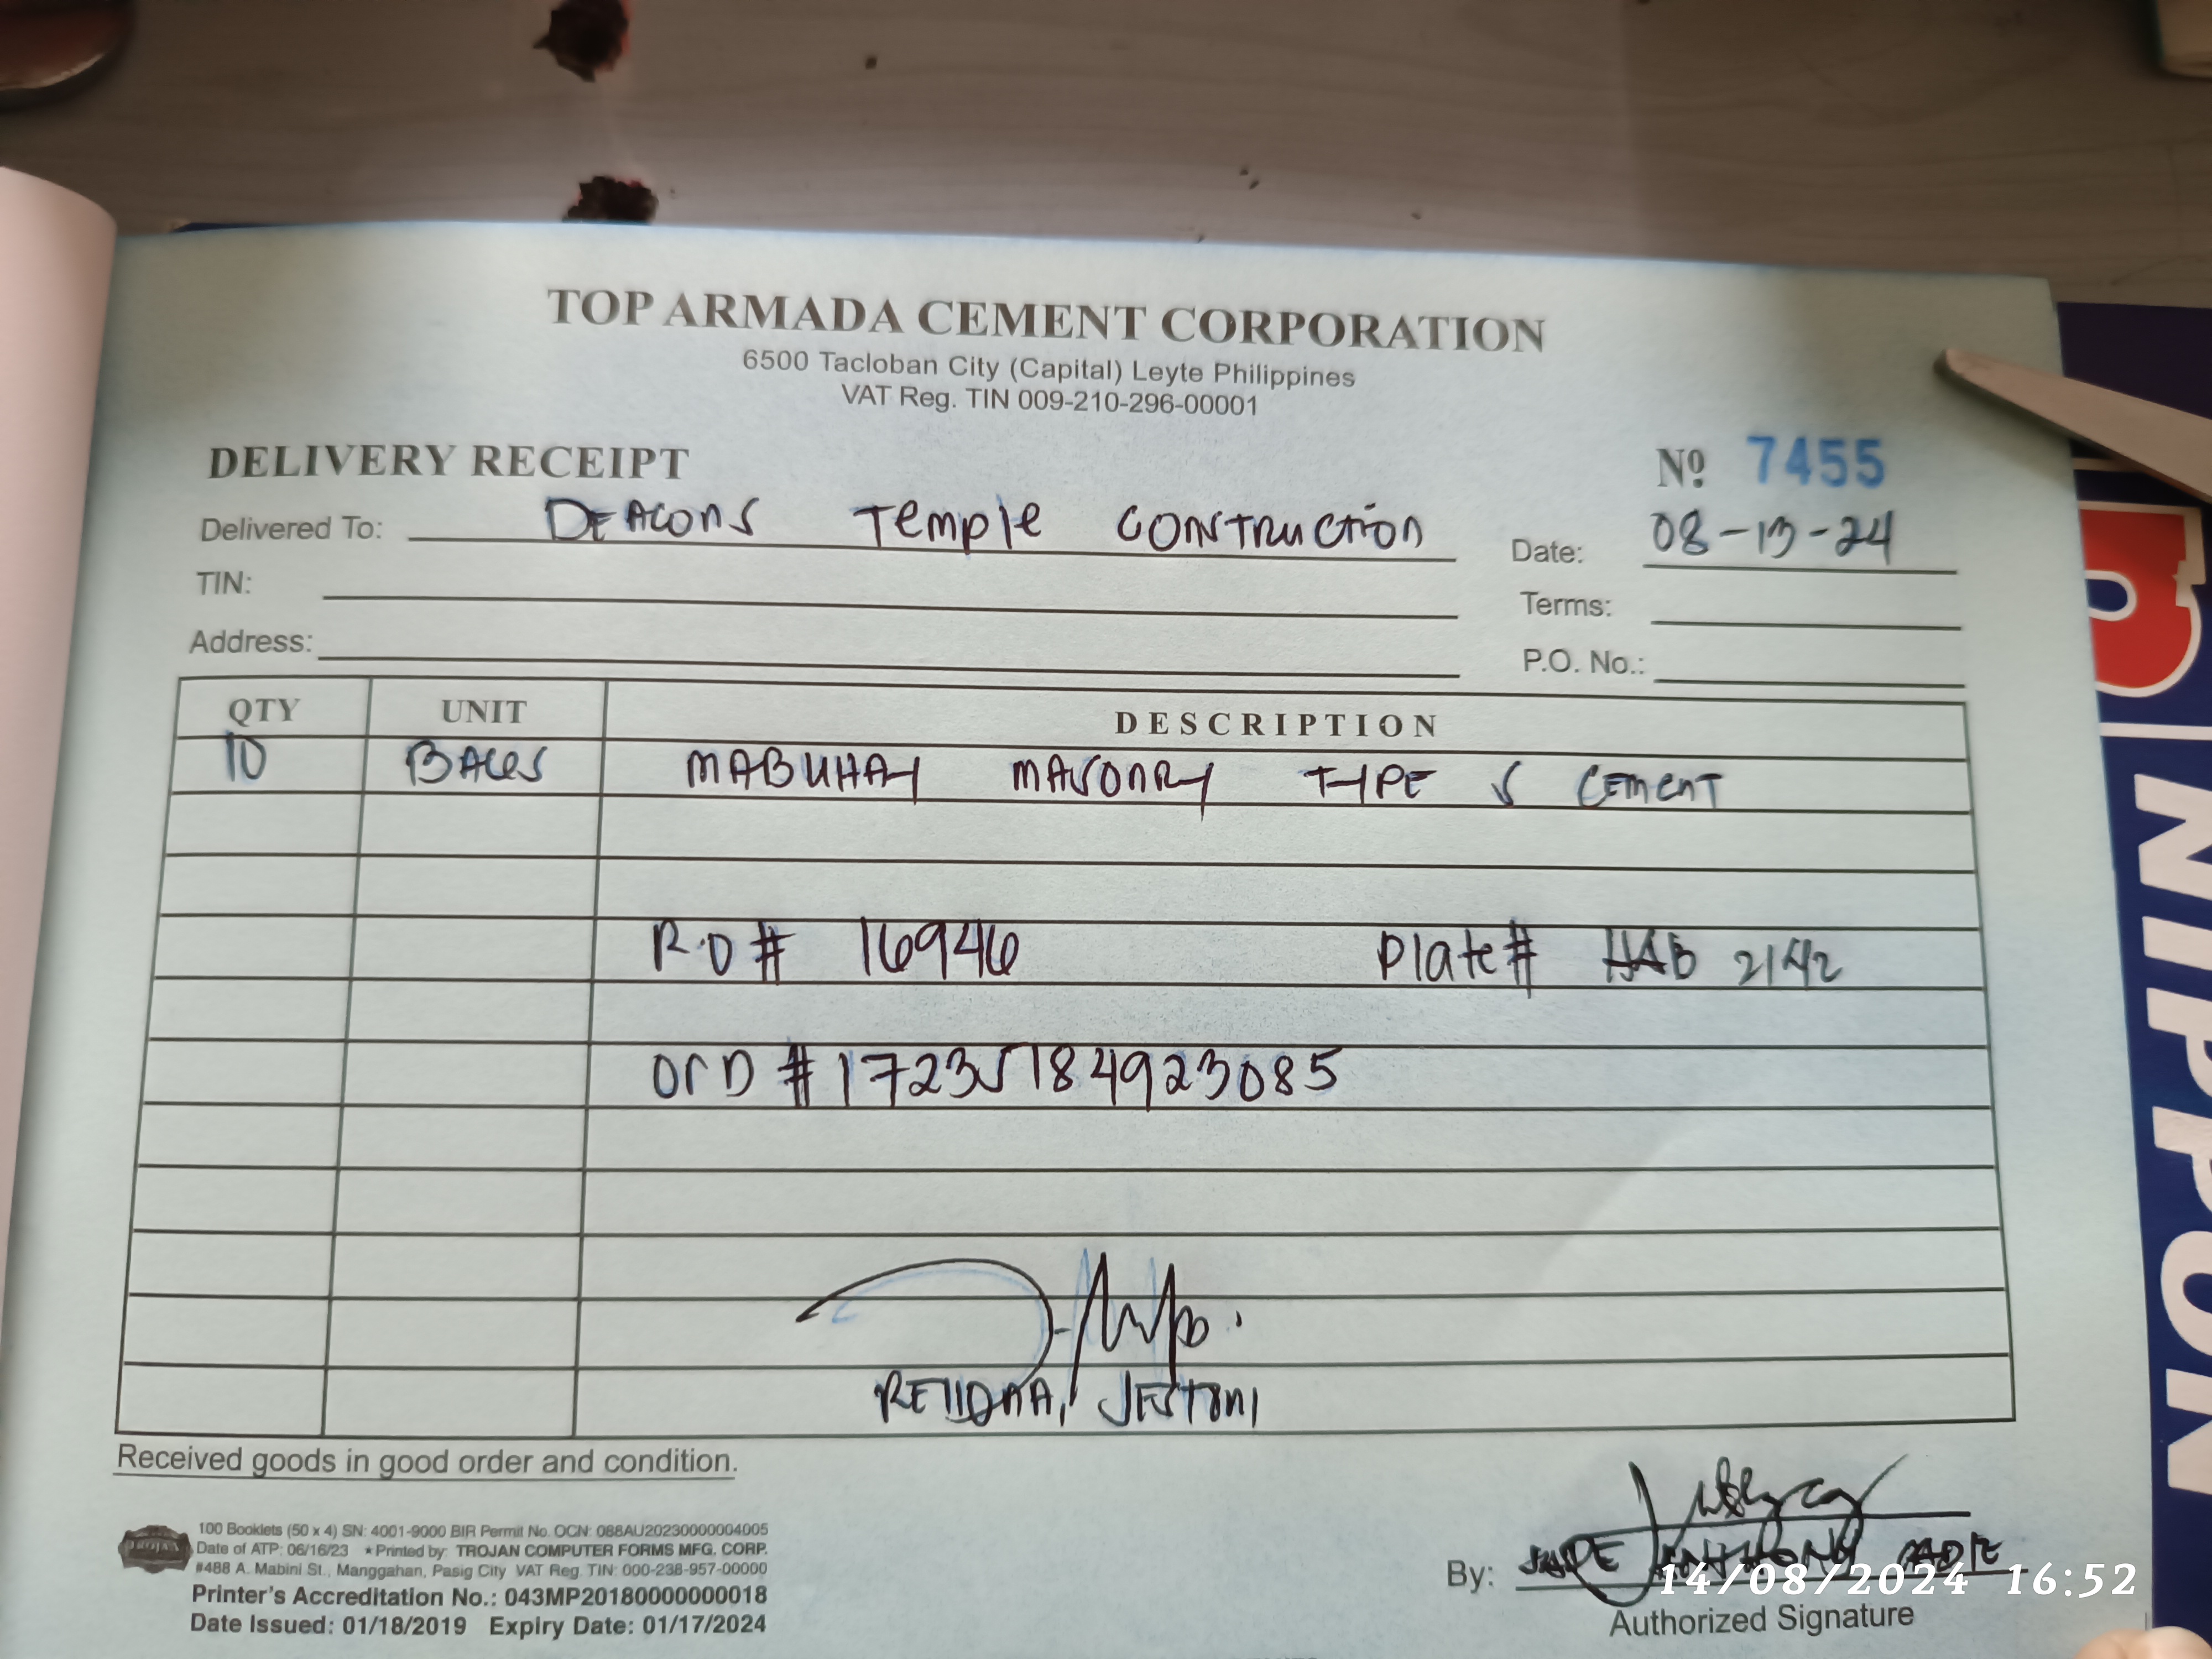 TOP ARMADA CEMENT CORPORATION
6500 Tacloban City (Capital) Leyte Philippines
VAT Reg. TIN 009-210-296-00001
DELIVERY RECEIPT
Nº 7455
Delivered To: DEACONS TEMPLE CONSTRUCTION
Date: 08-13-24
TIN:
Terms:
Address:
P.O. No.:
QTY UNIT DESCRIPTION
10 MABUHAY MASONRY TYPE S CEMENT
R.O # 16946 Plate # HAB 2142
ORD # 17235184923085
JESTONI
Received goods in good order and condition.
100 Booklets (50 x 4) SN: 4001-9000 BIR Permit No. OCN: 088AU20230000004005
Date of ATP: 06/16/23 ★ Printed by: TROJAN COMPUTER FORMS MFG. CORP.
#488 A. Mabini St., Manggahan, Pasig City VAT Reg. TIN: 000-238-957-00000
Printer's Accreditation No.: 043MP20180000000018
Date Issued: 01/18/2019 Expiry Date: 01/17/2024
TROJAN
By: ANTHONY
Authorized Signature
14/08/2024 16:52
NIPPON